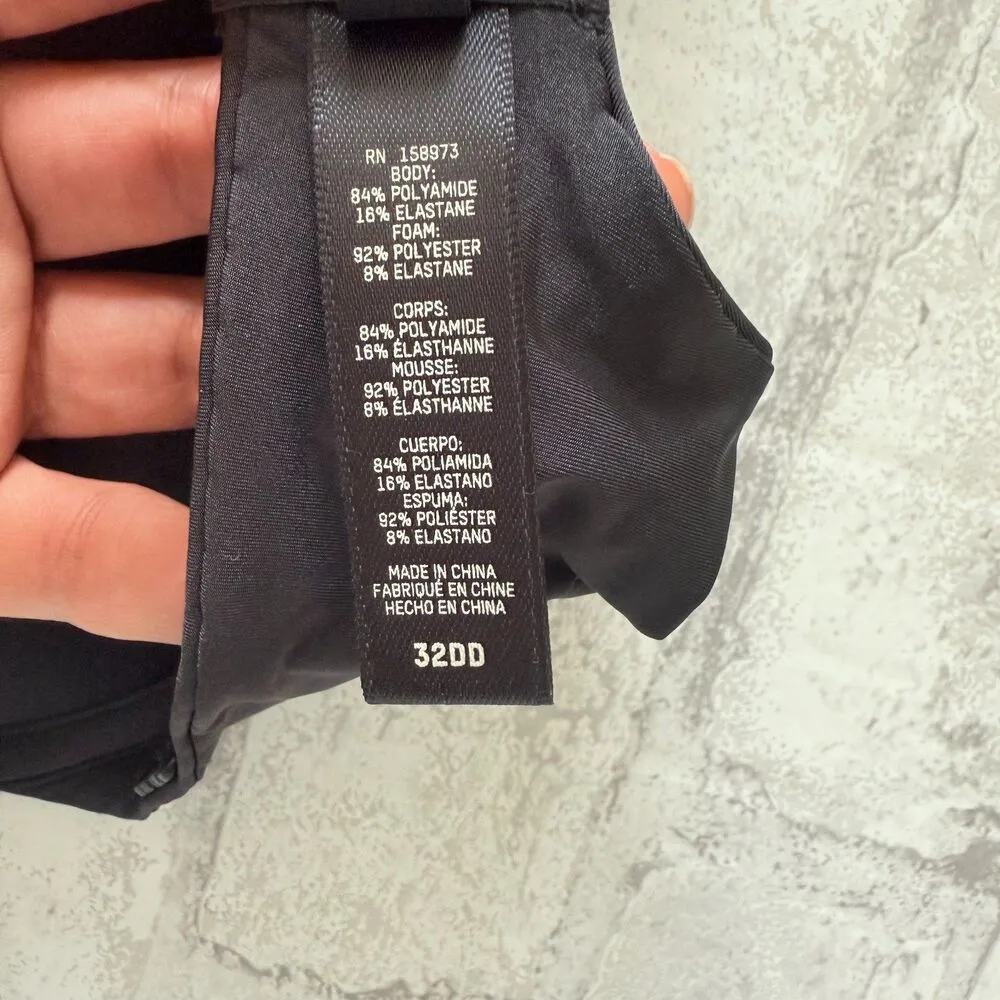 RN 158973
BODY:
84% POLYAMIDE
16% ELASTANE
FOAM:
92% POLYESTER
8% ELASTANE
CORPS:
84% POLYAMIDE
16% ÉLASTHANNE
MOUSSE:
92% POLYESTER
8% ÉLASTHANNE
CUERPO:
84% POLIAMIDA
16% ELASTANO
ESPUMA:
92% POLIÉSTER
8% ELASTANO
MADE IN CHINA
FABRIQUÉ EN CHINE
HECHO EN CHINA
32DD